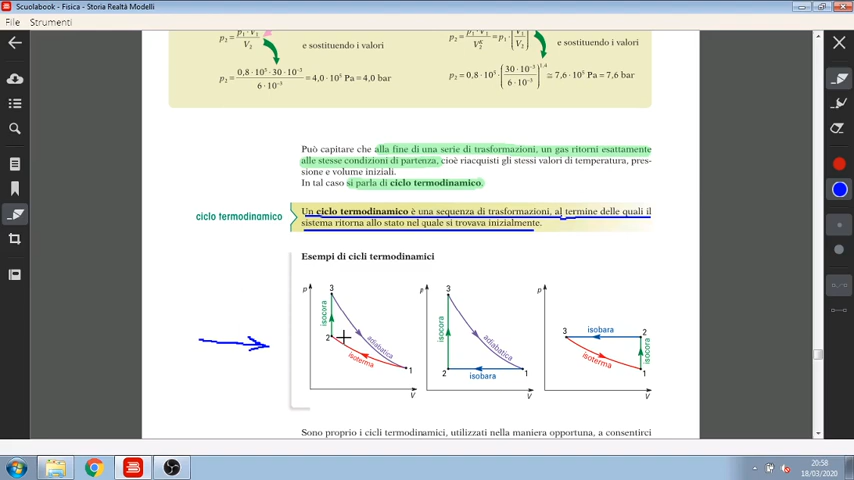 Scuolabook - Fisica - Storia Realtà Modelli
File Strumenti
p₂ = p₁ · V₁ / V₂
e sostituendo i valori
p₂ = 0,8 · 10⁵ · 30 · 10⁻³ / 6 · 10⁻³ = 4,0 · 10⁵ Pa = 4,0 bar
= p₁ · (V₁ / V₂)
e sostituendo i valori
p₂ = 0,8 · 10⁵ · (30 · 10⁻³ / 6 · 10⁻³)¹·⁴ ≅ 7,6 · 10⁵ Pa = 7,6 bar
Può capitare che alla fine di una serie di trasformazioni, un gas ritorni esattamente
alle stesse condizioni di partenza, cioè riacquisti gli stessi valori di temperatura, pres-
sione e volume iniziali.
In tal caso si parla di ciclo termodinamico.
ciclo termodinamico
Un ciclo termodinamico è una sequenza di trasformazioni, al termine delle quali il
sistema ritorna allo stato nel quale si trovava inizialmente.
Esempi di cicli termodinamici
p 3 isocora adiabatica 2 isoterma 1 V
p 3 isocora adiabatica 2 isobara 1 V
p 3 isobara 2 isoterma isocora 1 V
Sono proprio i cicli termodinamici, utilizzati nella maniera opportuna, a consentirci
20:58
18/03/2020